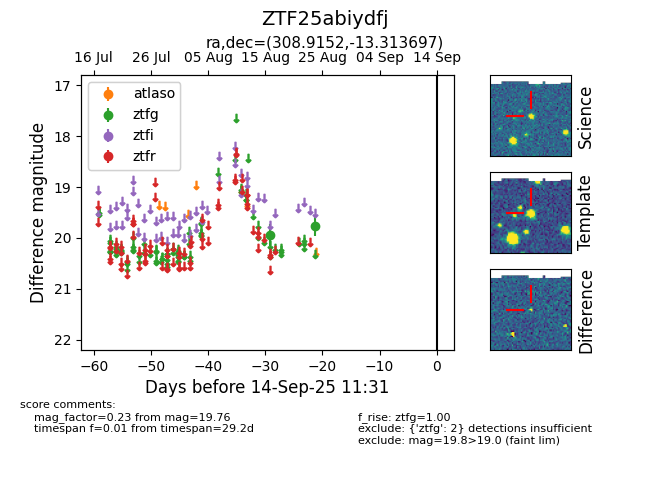 ZTF25abiydfj
ra,dec=(308.9152,-13.313697)
16 Jul 26 Jul 05 Aug 15 Aug 25 Aug 04 Sep 14 Sep
17
18
19
20
21
22
Difference magnitude
atlaso
ztfg
ztfi
ztfr
−60 −50 −40 −30 −20 −10 0
Days before 14-Sep-25 11:31
Science
Template
Difference
score comments:
mag_factor=0.23 from mag=19.76
timespan f=0.01 from timespan=29.2d
f_rise: ztfg=1.00
exclude: {'ztfg': 2} detections insufficient
exclude: mag=19.8>19.0 (faint lim)